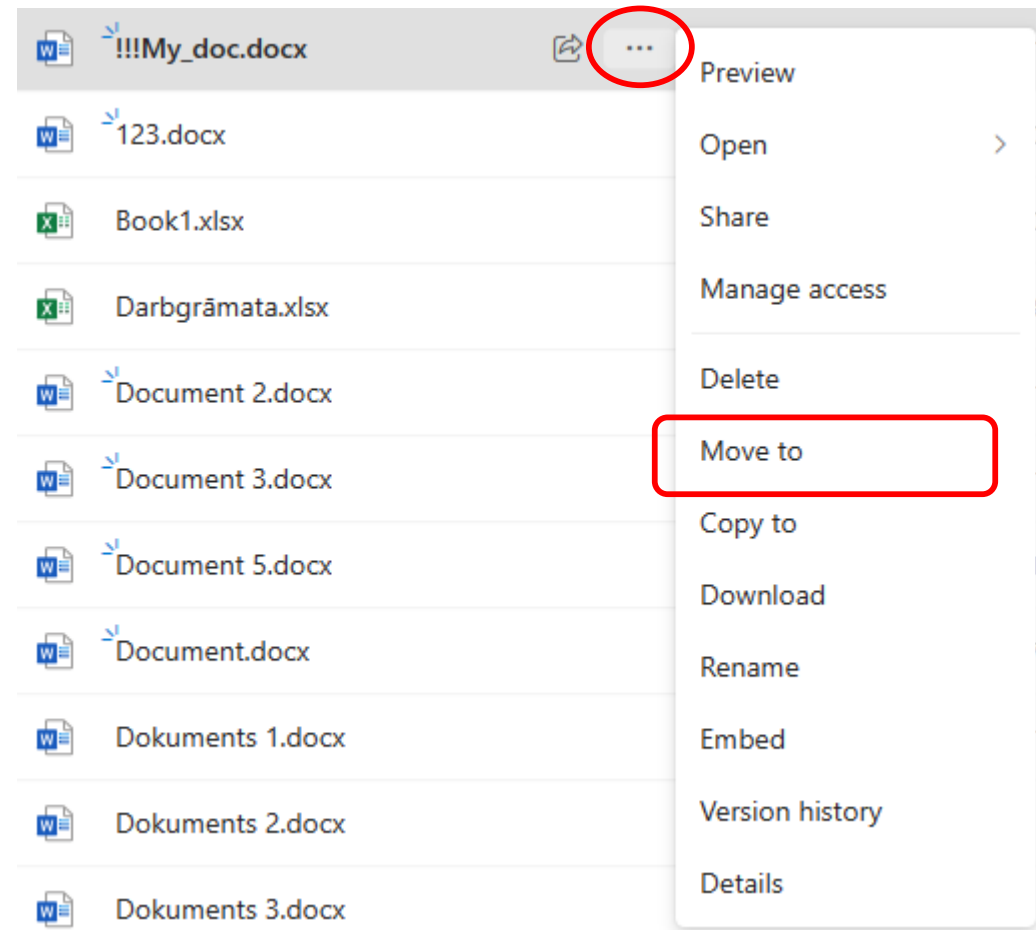 !!!My_doc.docx
123.docx
Book1.xlsx
Darbgrāmata.xlsx
Document 2.docx
Document 3.docx
Document 5.docx
Document.docx
Dokuments 1.docx
Dokuments 2.docx
Dokuments 3.docx
Preview
Open
Share
Manage access
Delete
Move to
Copy to
Download
Rename
Embed
Version history
Details